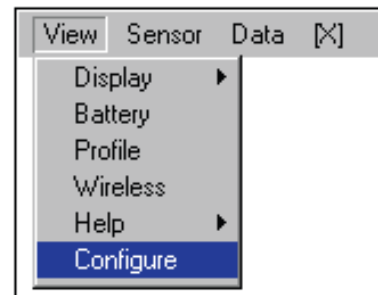 View Sensor Data [X]
Display
Battery
Profile
Wireless
Help
Configure